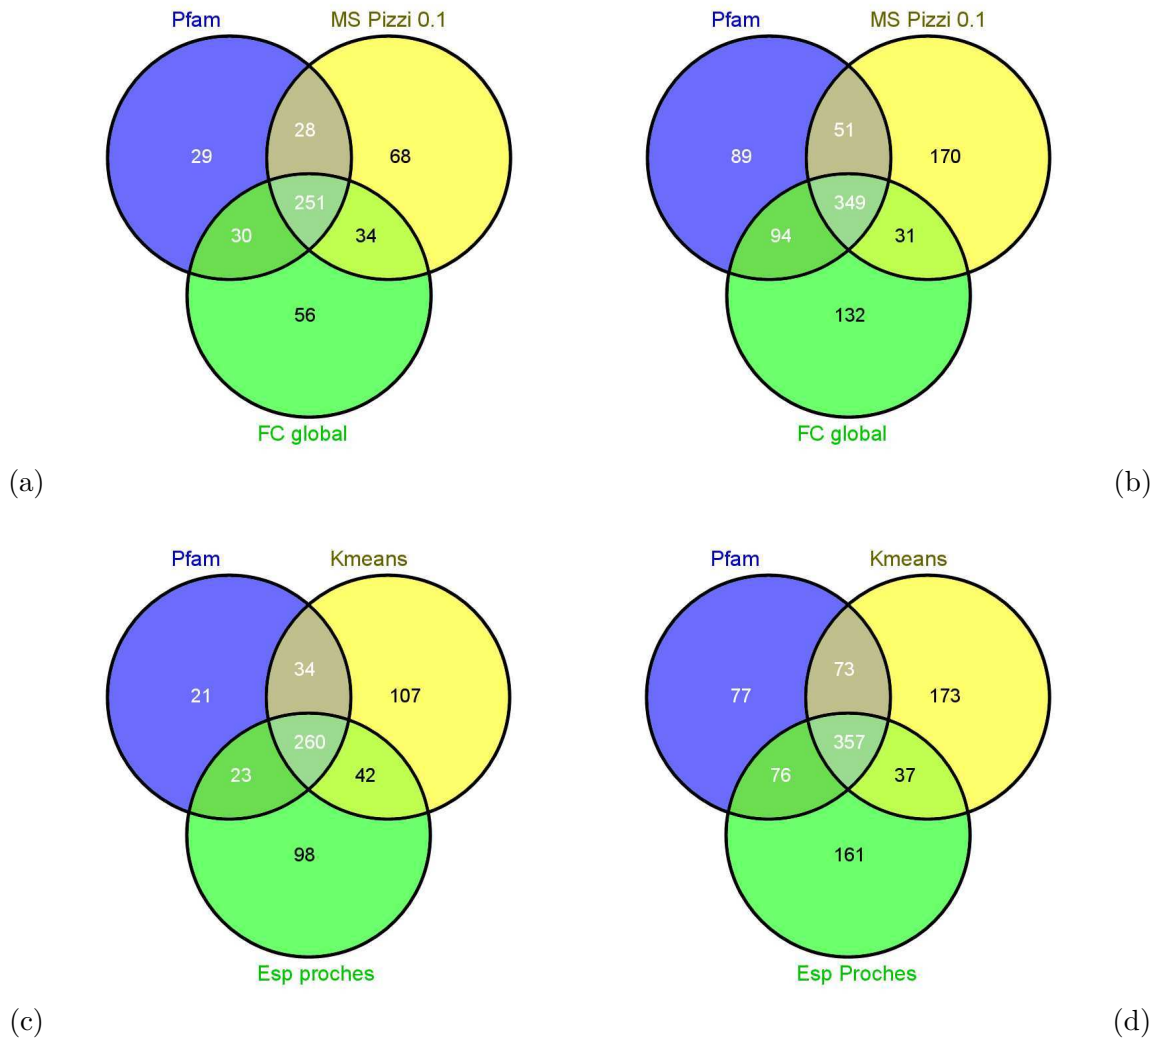 Pfam MS Pizzi 0.1
28
29 68
251
30 34
56
FC global
(a)
Pfam MS Pizzi 0.1
51
89 170
349
94 31
132
FC global
(b)
Pfam Kmeans
34
21 107
260
23 42
98
Esp proches
(c)
Pfam Kmeans
73
77 173
357
76 37
161
Esp Proches
(d)